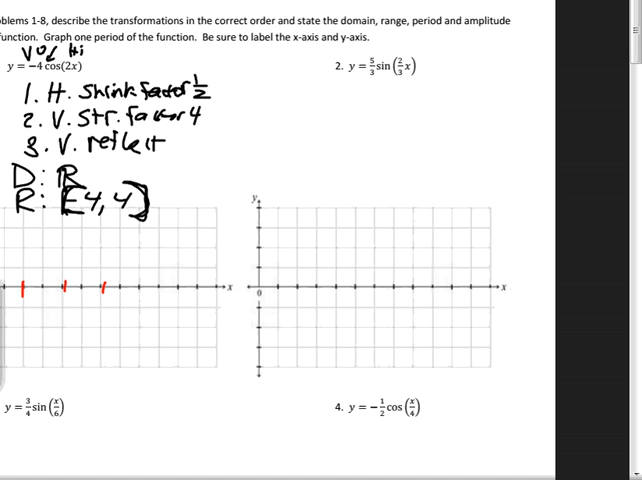 blems 1-8, describe the transformations in the correct order and state the domain, range, period and amplitude
function. Graph one period of the function. Be sure to label the x-axis and y-axis.
y = −4 cos(2x)
1. H. Shrink factor 1/2
2. V. Str. factor 4
3. V. reflect
D: ℝ
R: [-4, 4]
2. y = 5/3 sin(2/3 x)
x
y
0
x
y = 3/4 sin(x/6)
4. y = −1/2 cos(x/4)